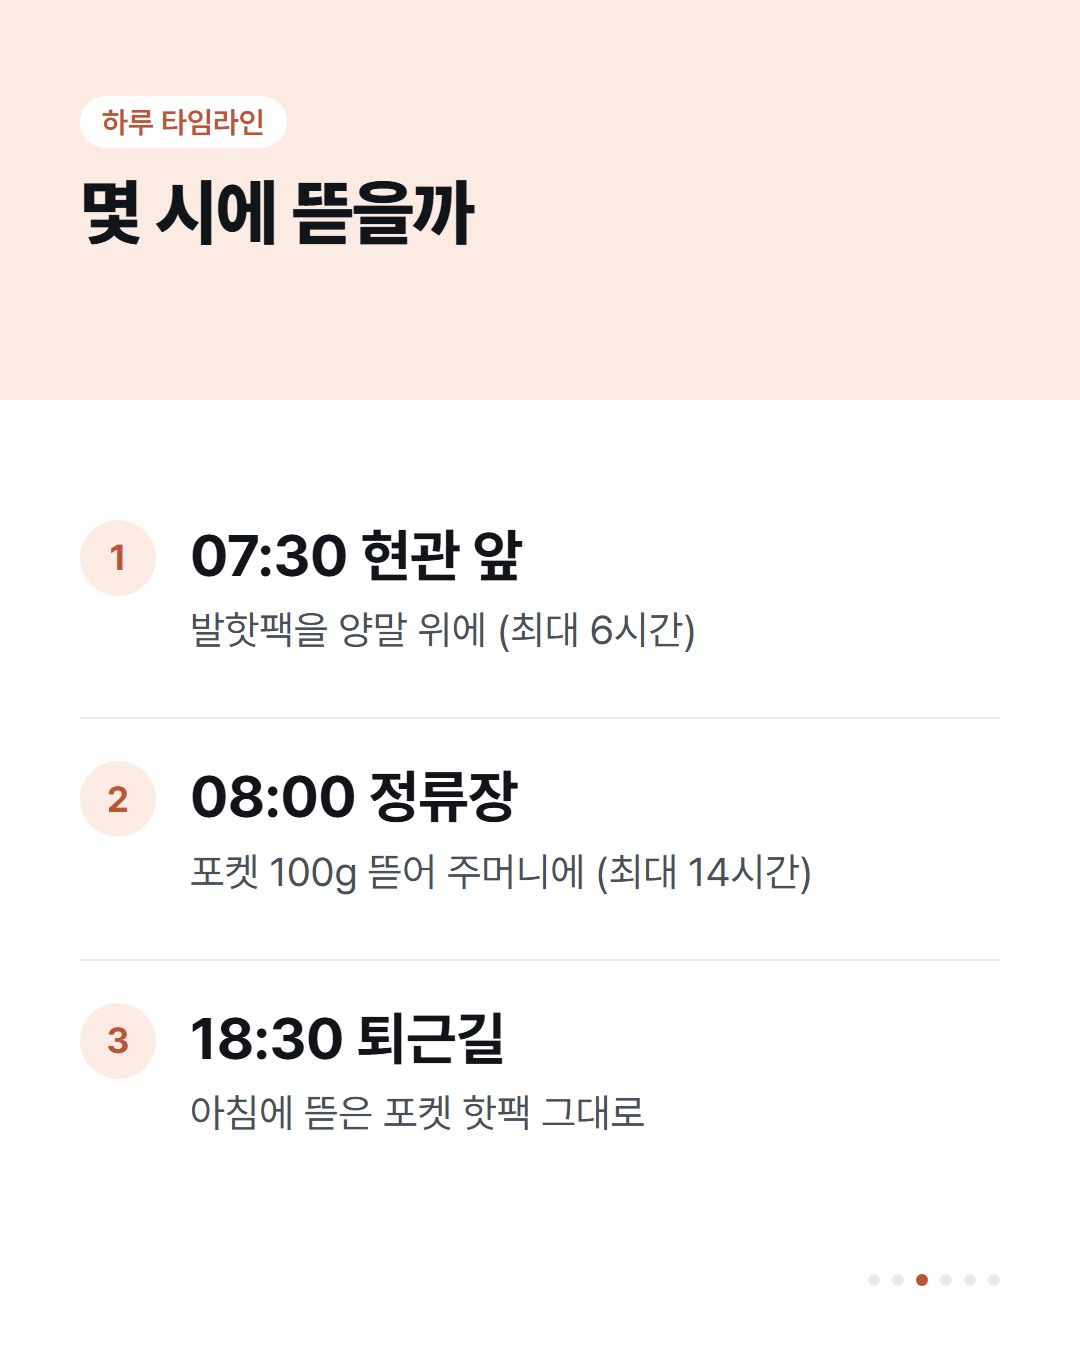 하루 타임라인
몇 시에 뜯을까
1
07:30 현관 앞
발핫팩을 양말 위에 (최대 6시간)
2
08:00 정류장
포켓 100g 뜯어 주머니에 (최대 14시간)
3
18:30 퇴근길
아침에 뜯은 포켓 핫팩 그대로